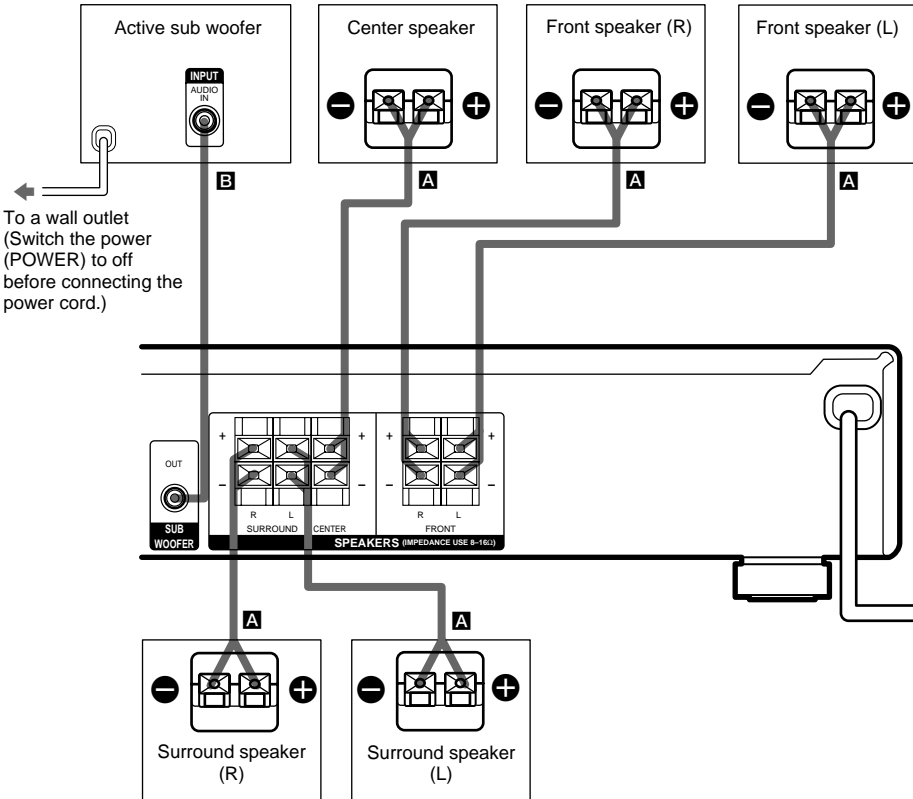 Active sub woofer
INPUT
AUDIO
IN
Center speaker
Front speaker (R)
Front speaker (L)
− +
− +
− +
B
A
A
A
To a wall outlet
(Switch the power
(POWER) to off
before connecting the
power cord.)
OUT
SUB
WOOFER
+ +
− −
R L
SURROUND CENTER
+ +
− −
R L
FRONT
SPEAKERS (IMPEDANCE USE 8–16Ω)
A
A
− +
− +
Surround speaker
(R)
Surround speaker
(L)